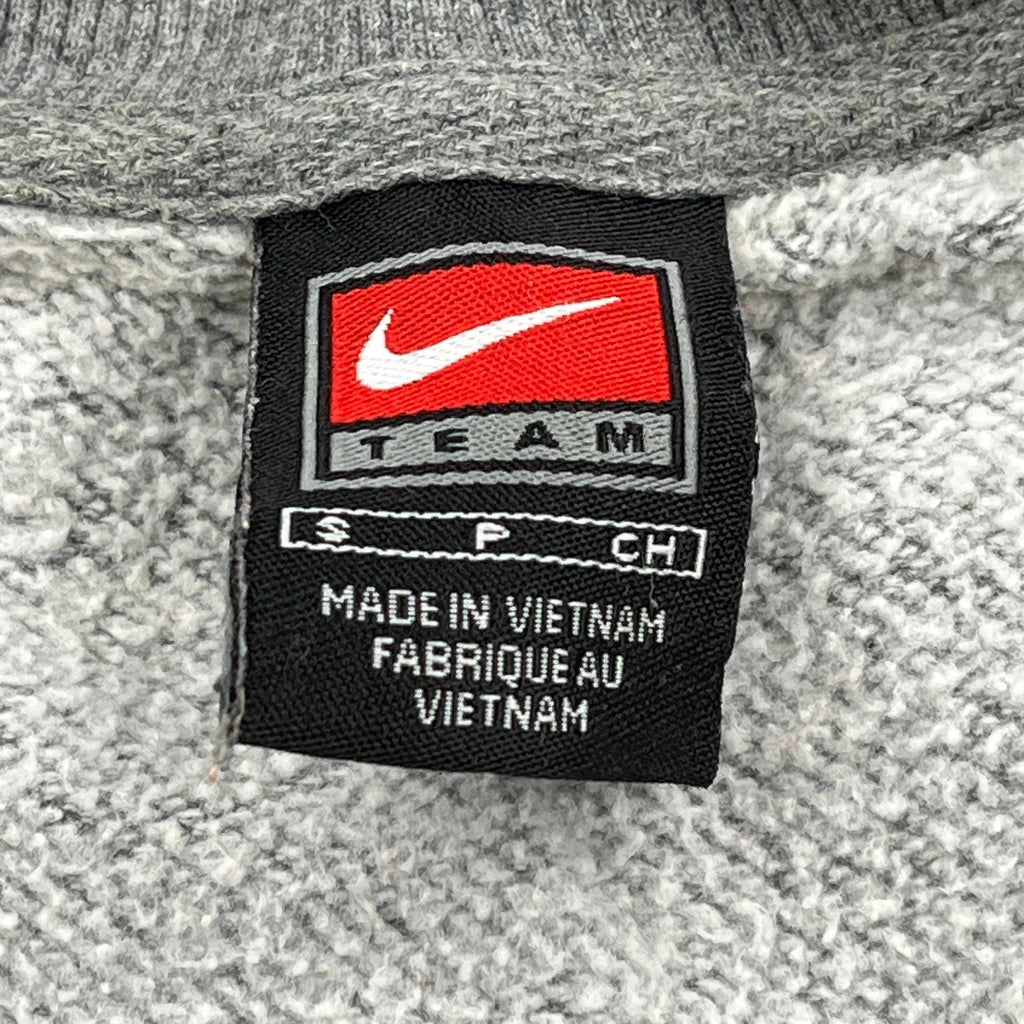 TEAM
S P CH
MADE IN VIETNAM
FABRIQUE AU
VIETNAM